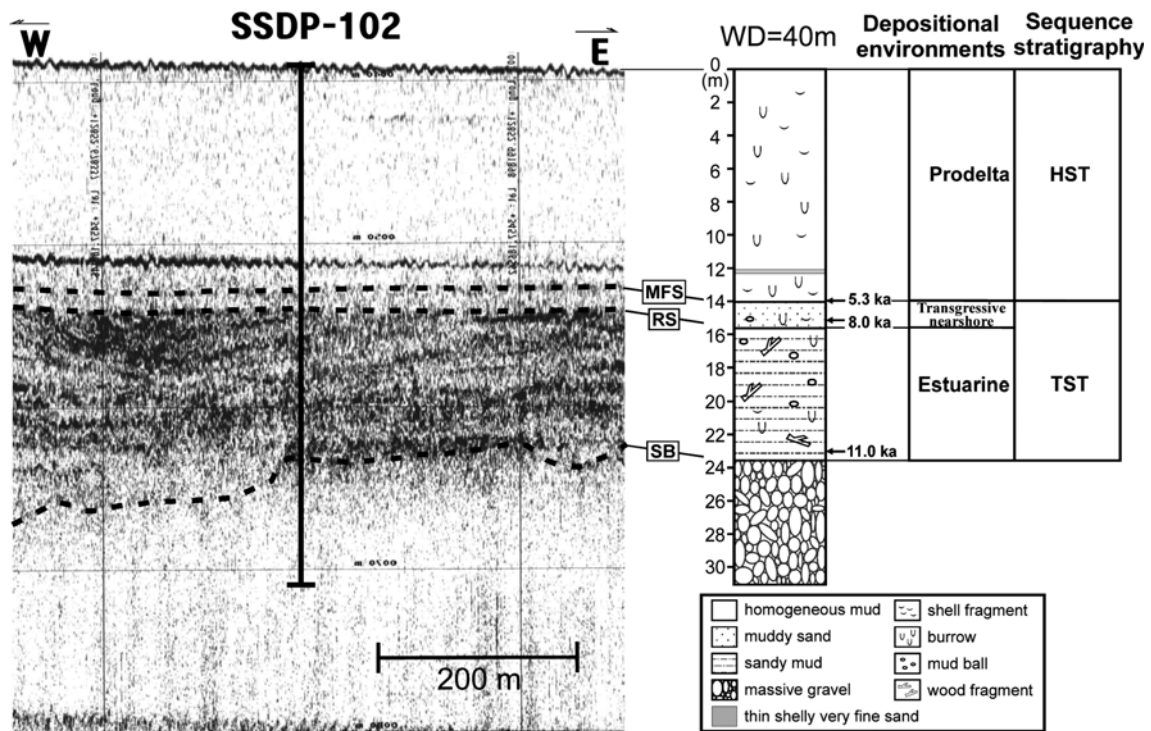 SSDP-102
W
E
WD=40m
Depositional environments
Sequence stratigraphy
0
(m)
2
4
6
8
10
12
14
16
18
20
22
24
26
28
30
Prodelta
HST
MFS
RS
SB
5.3 ka
8.0 ka
11.0 ka
Transgressive nearshore
Estuarine
TST
200 m
homogeneous mud
muddy sand
sandy mud
massive gravel
thin shelly very fine sand
shell fragment
burrow
mud ball
wood fragment